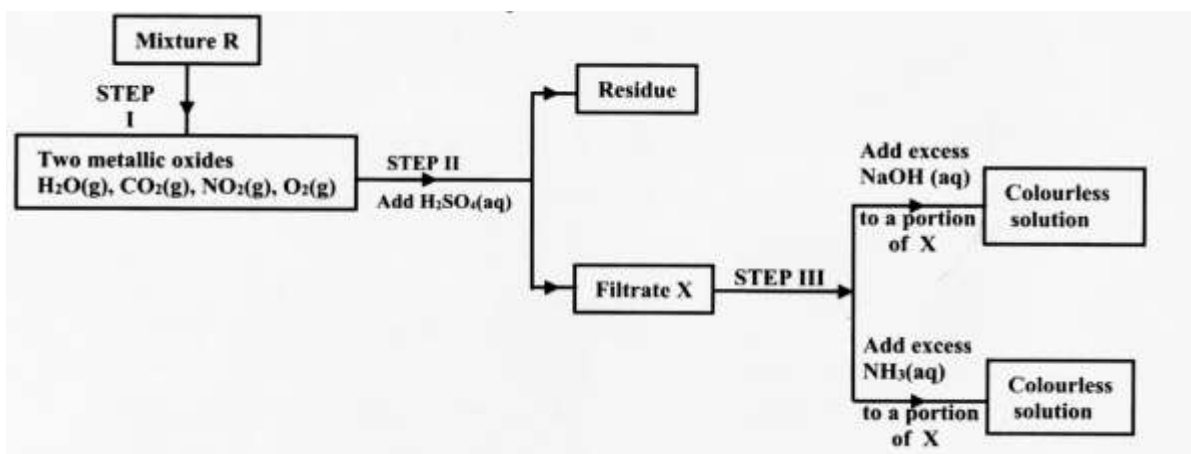 Mixture R
STEP
I
Two metallic oxides
H₂O(g), CO₂(g), NO₂(g), O₂(g)
STEP II
Add H₂SO₄(aq)
Residue
Filtrate X
STEP III
Add excess
NaOH (aq)
to a portion
of X
Colourless
solution
Add excess
NH₃(aq)
to a portion
of X
Colourless
solution